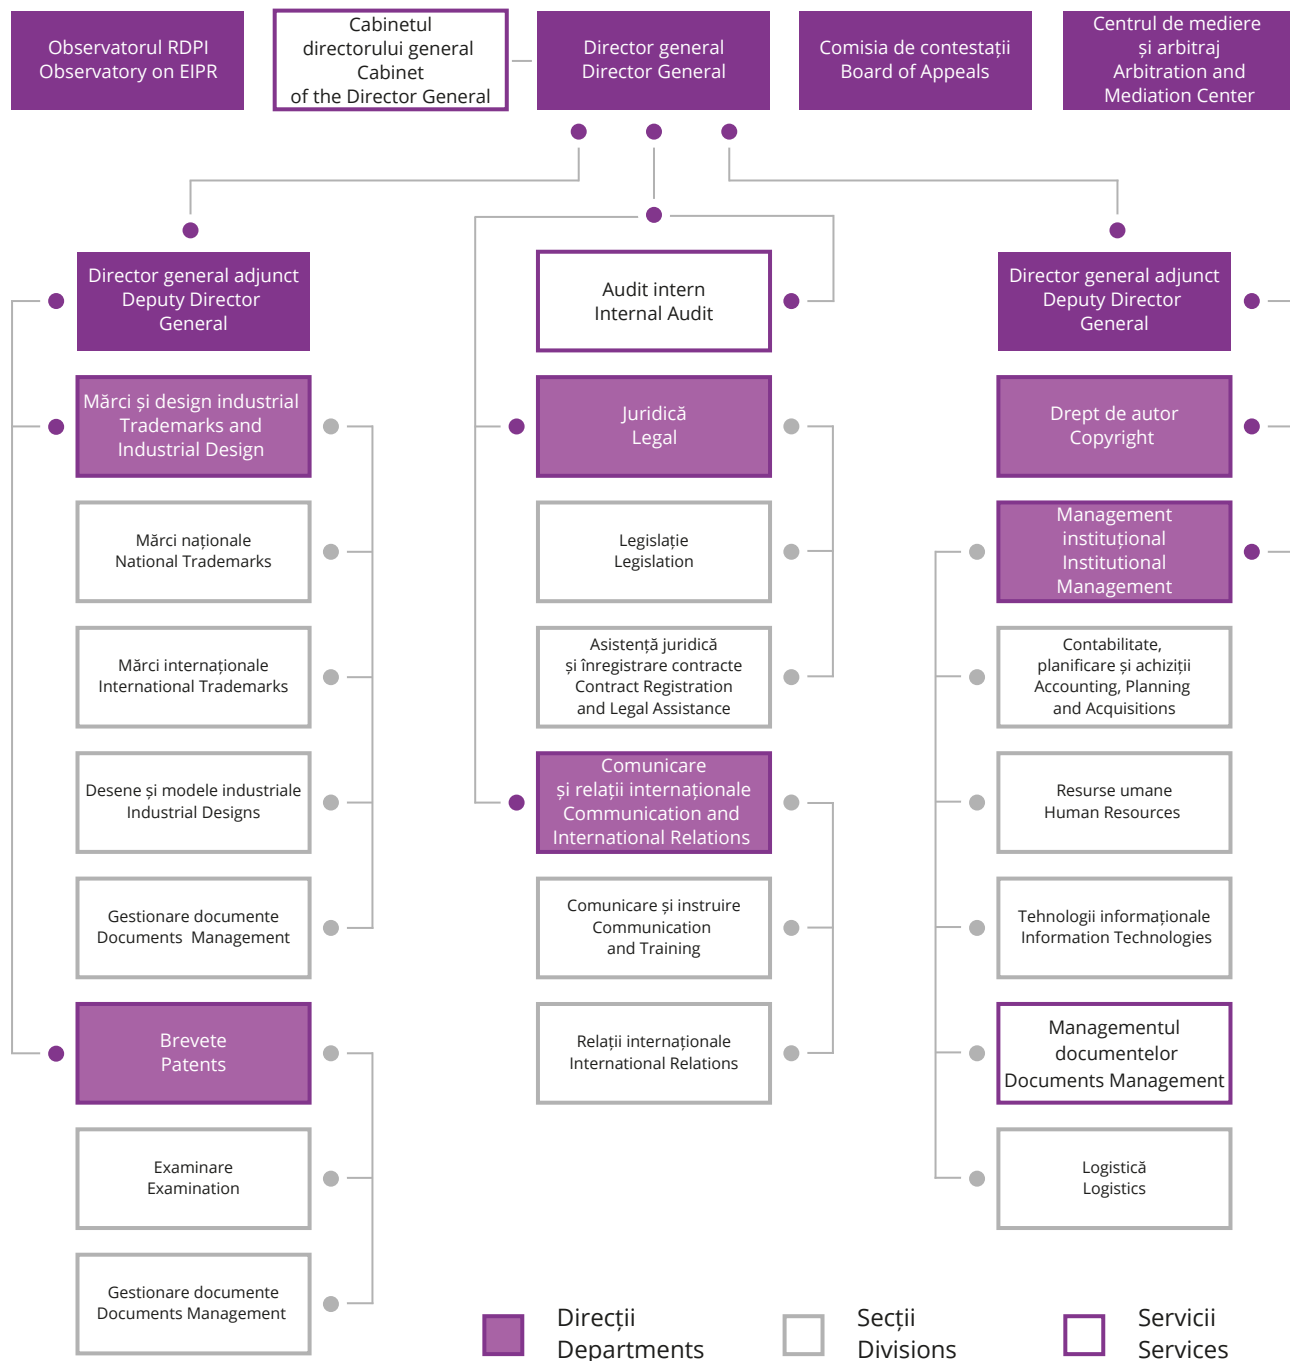 Observatorul RDPI
Observatory on EIPR
Cabinetul
directorului general
Cabinet
of the Director General
Director general
Director General
Comisia de contestații
Board of Appeals
Centrul de mediere
și arbitraj
Arbitration and
Mediation Center
Director general adjunct
Deputy Director
General
Audit intern
Internal Audit
Director general adjunct
Deputy Director
General
Mărci și design industrial
Trademarks and
Industrial Design
Juridică
Legal
Drept de autor
Copyright
Mărci naționale
National Trademarks
Legislație
Legislation
Management
instituțional
Institutional
Management
Mărci internaționale
International Trademarks
Asistență juridică
și înregistrare contracte
Contract Registration
and Legal Assistance
Contabilitate,
planificare și achiziții
Accounting, Planning
and Acquisitions
Desene și modele industriale
Industrial Designs
Comunicare
și relații internaționale
Communication and
International Relations
Resurse umane
Human Resources
Gestionare documente
Documents Management
Comunicare și instruire
Communication
and Training
Tehnologii informaționale
Information Technologies
Brevete
Patents
Relații internaționale
International Relations
Managementul
documentelor
Documents Management
Examinare
Examination
Logistică
Logistics
Gestionare documente
Documents Management
Direcții
Departments
Secții
Divisions
Servicii
Services